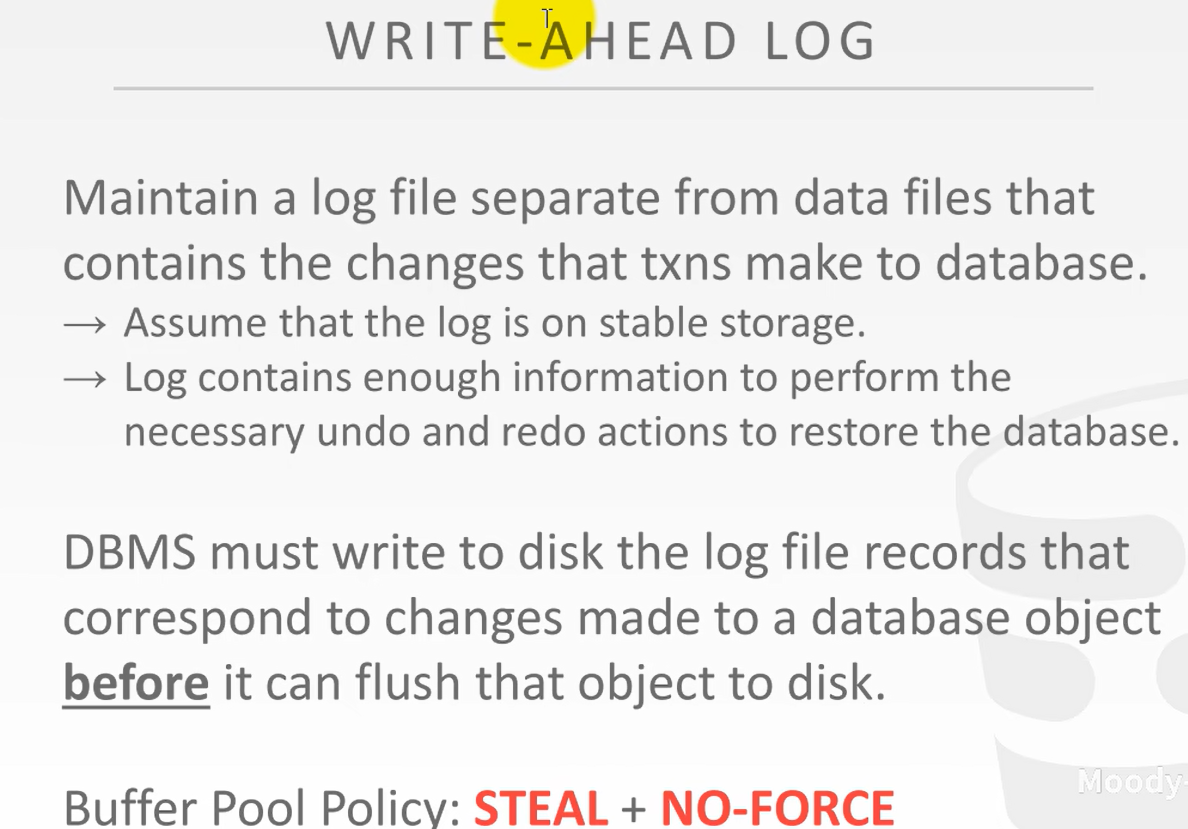 WRITE-AHEAD LOG
Maintain a log file separate from data files that
contains the changes that txns make to database.
→ Assume that the log is on stable storage.
→ Log contains enough information to perform the
necessary undo and redo actions to restore the database.
DBMS must write to disk the log file records that
correspond to changes made to a database object
before it can flush that object to disk.
Buffer Pool Policy: STEAL + NO-FORCE
Moody-